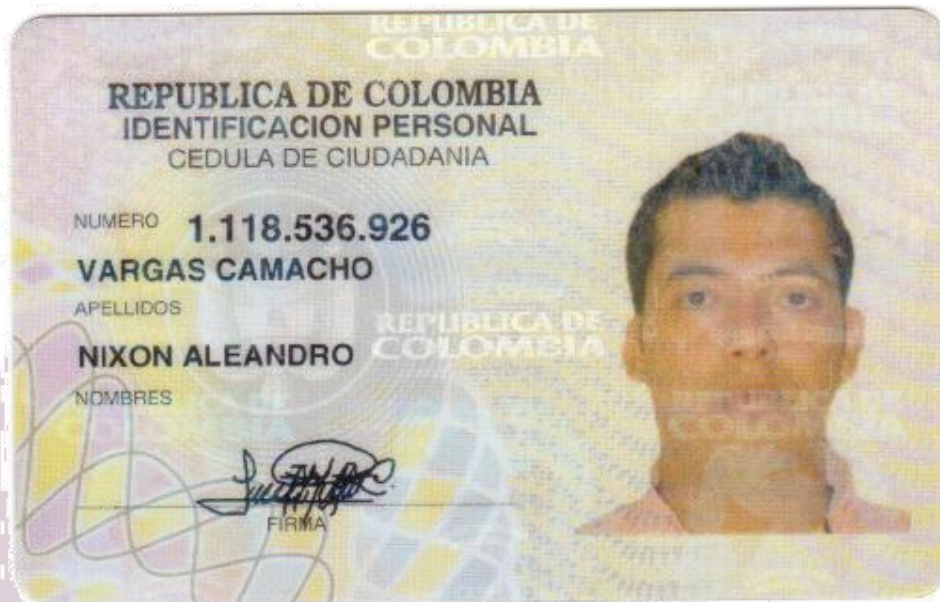 REPUBLICA DE COLOMBIA
REPUBLICA DE COLOMBIA
IDENTIFICACION PERSONAL
CEDULA DE CIUDADANIA
NUMERO 1.118.536.926
VARGAS CAMACHO
APELLIDOS
REPUBLICA DE COLOMBIA
NIXON ALEANDRO
NOMBRES
FIRMA